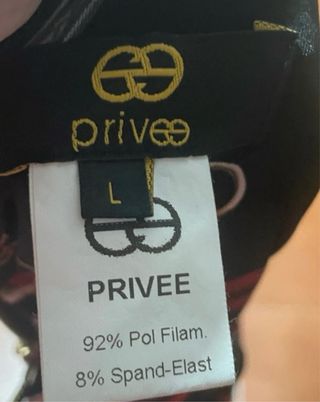 privee
L
PRIVEE
92% Pol Filam.
8% Spand-Elast